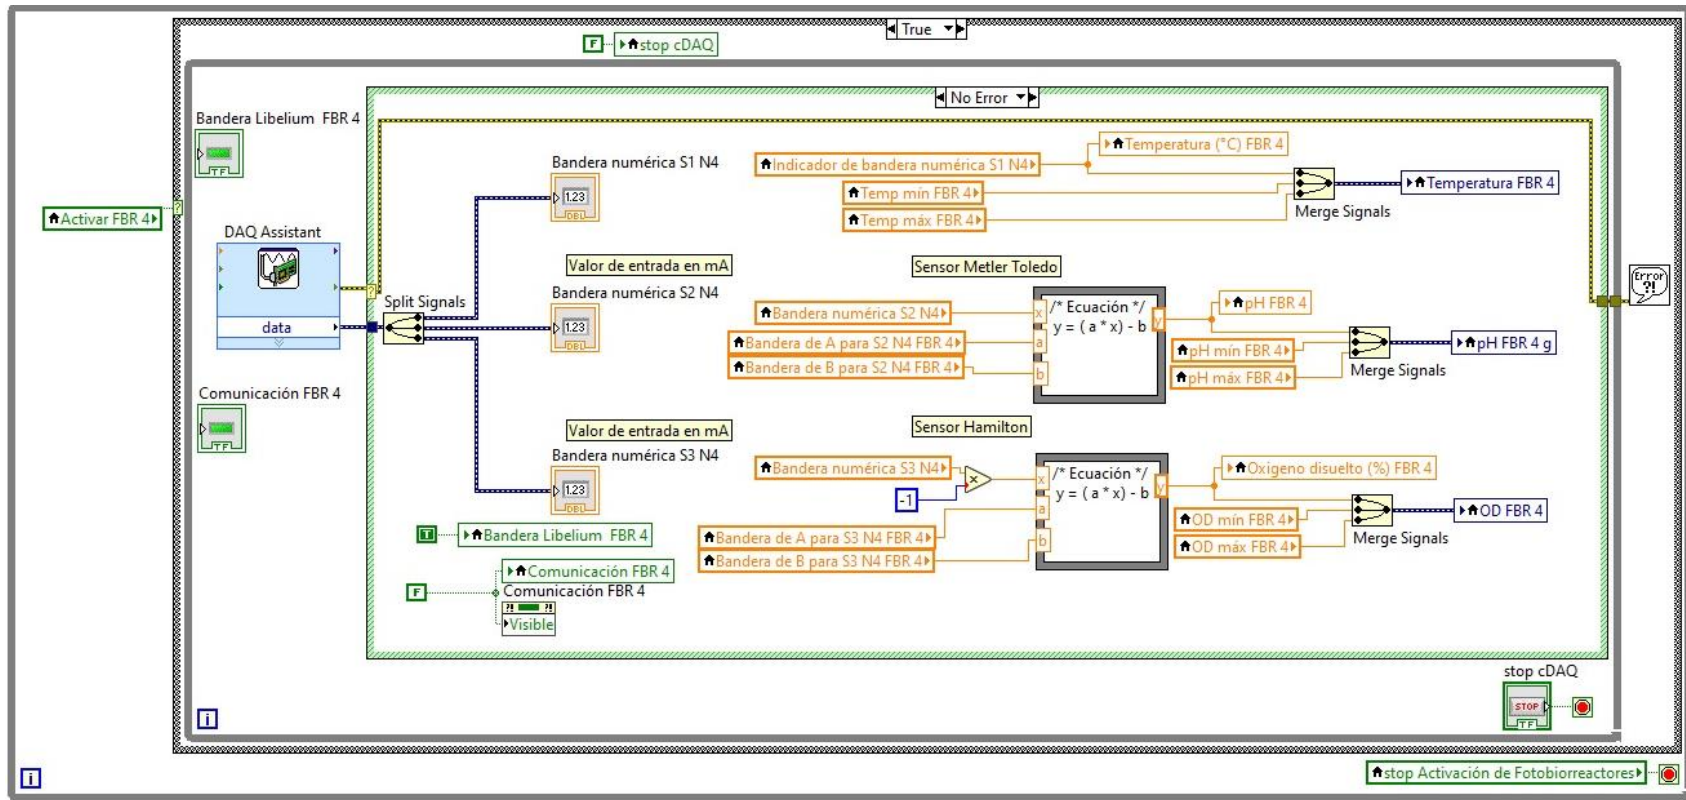 True
F
stop cDAQ
No Error
Bandera Libelium FBR 4
TF
Activar FBR 4
?
DAQ Assistant
data
?
Split Signals
Comunicación FBR 4
TF
Bandera numérica S1 N4
1.23
DBL
Valor de entrada en mA
Bandera numérica S2 N4
1.23
DBL
Valor de entrada en mA
Bandera numérica S3 N4
1.23
DBL
T
Bandera Libelium FBR 4
F
Comunicación FBR 4
Comunicación FBR 4
?! ?!
Visible
Temperatura (°C) FBR 4
Indicador de bandera numérica S1 N4
Temp mín FBR 4
Temp máx FBR 4
Merge Signals
Temperatura FBR 4
Sensor Metler Toledo
Bandera numérica S2 N4
Bandera de A para S2 N4 FBR 4
Bandera de B para S2 N4 FBR 4
x
a
b
/* Ecuación */
y = ( a * x) - b
y
pH FBR 4
pH mín FBR 4
pH máx FBR 4
Merge Signals
pH FBR 4 g
Sensor Hamilton
Bandera numérica S3 N4
x
-1
Bandera de A para S3 N4 FBR 4
Bandera de B para S3 N4 FBR 4
x
a
b
/* Ecuación */
y = ( a * x) - b
y
Oxigeno disuelto (%) FBR 4
OD mín FBR 4
OD máx FBR 4
Merge Signals
OD FBR 4
Error
?!
stop cDAQ
STOP
TF
i
i
stop Activación de Fotobiorreactores